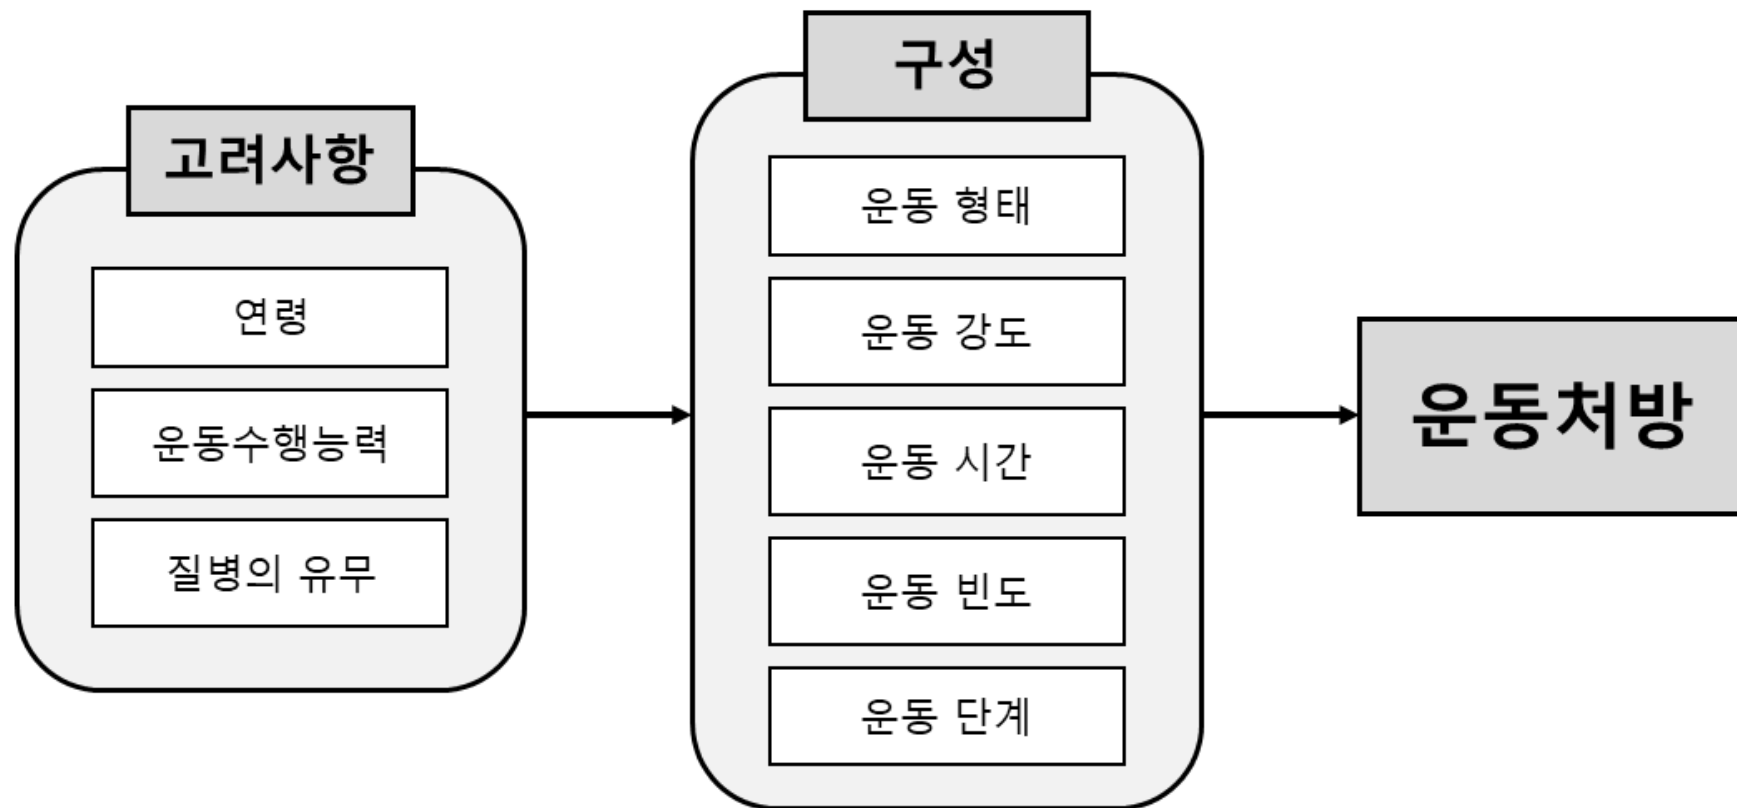 고려사항
연령
운동수행능력
질병의 유무
구성
운동 형태
운동 강도
운동 시간
운동 빈도
운동 단계
운동처방